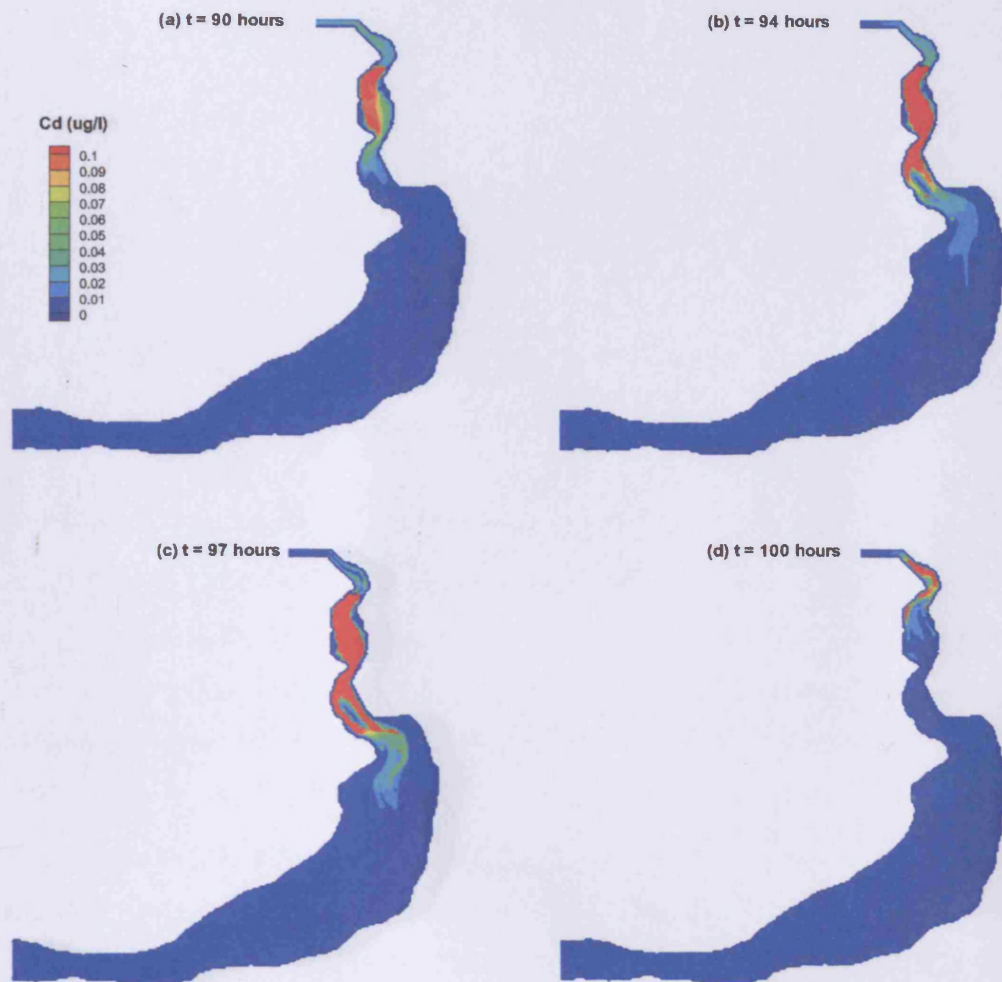 (a) t = 90 hours
(b) t = 94 hours
Cd (ug/l)
0.1
0.09
0.08
0.07
0.06
0.05
0.04
0.03
0.02
0.01
0
(c) t = 97 hours
(d) t = 100 hours